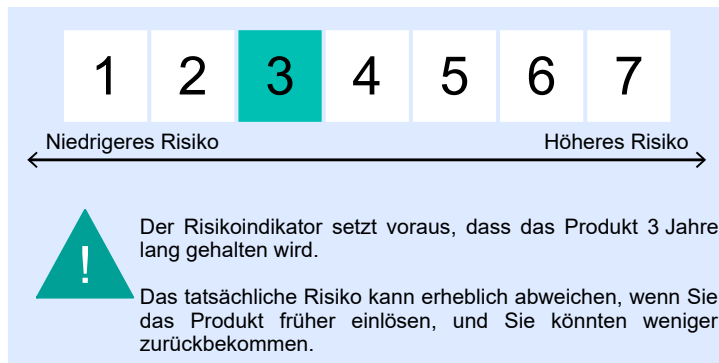 1 2 3 4 5 6 7
Niedrigeres Risiko Höheres Risiko
!
Der Risikoindikator setzt voraus, dass das Produkt 3 Jahre
lang gehalten wird.
Das tatsächliche Risiko kann erheblich abweichen, wenn Sie
das Produkt früher einlösen, und Sie könnten weniger
zurückbekommen.